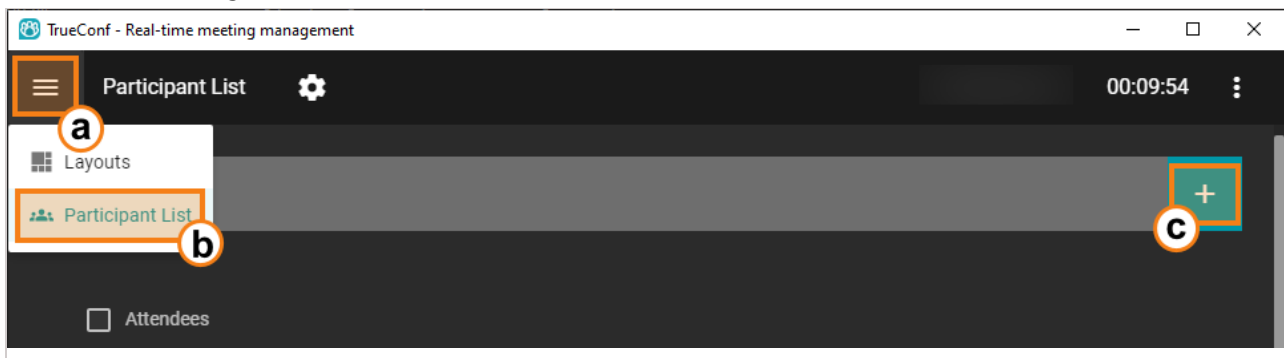 TrueConf - Real-time meeting management
Participant List
00:09:54
a
Layouts
Participant List
b
c
Attendees